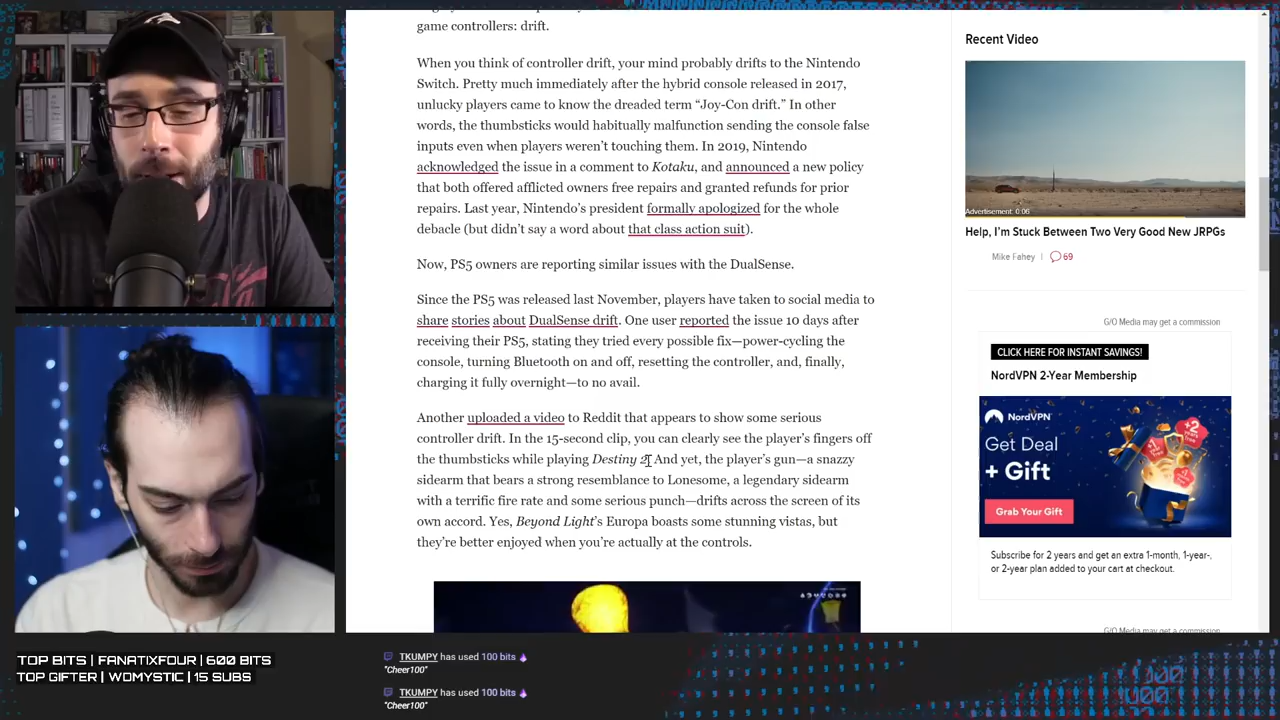 game controllers: drift.
When you think of controller drift, your mind probably drifts to the Nintendo
Switch. Pretty much immediately after the hybrid console released in 2017,
unlucky players came to know the dreaded term “Joy-Con drift.” In other
words, the thumbsticks would habitually malfunction sending the console false
inputs even when players weren’t touching them. In 2019, Nintendo
acknowledged the issue in a comment to Kotaku, and announced a new policy
that both offered afflicted owners free repairs and granted refunds for prior
repairs. Last year, Nintendo’s president formally apologized for the whole
debacle (but didn’t say a word about that class action suit).
Now, PS5 owners are reporting similar issues with the DualSense.
Since the PS5 was released last November, players have taken to social media to
share stories about DualSense drift. One user reported the issue 10 days after
receiving their PS5, stating they tried every possible fix—power-cycling the
console, turning Bluetooth on and off, resetting the controller, and, finally,
charging it fully overnight—to no avail.
Another uploaded a video to Reddit that appears to show some serious
controller drift. In the 15-second clip, you can clearly see the player’s fingers off
the thumbsticks while playing Destiny 2. And yet, the player’s gun—a snazzy
sidearm that bears a strong resemblance to Lonesome, a legendary sidearm
with a terrific fire rate and some serious punch—drifts across the screen of its
own accord. Yes, Beyond Light’s Europa boasts some stunning vistas, but
they’re better enjoyed when you’re actually at the controls.
Recent Video
Advertisement: 0:06
Help, I’m Stuck Between Two Very Good New JRPGs
Mike Fahey | 69
G/O Media may get a commission
CLICK HERE FOR INSTANT SAVINGS!
NordVPN 2-Year Membership
NordVPN
Get Deal
+ Gift
Grab Your Gift
+2
+1
Subscribe for 2 years and get an extra 1-month, 1-year-,
or 2-year plan added to your cart at checkout.
G/O Media may get a commission
TOP BITS | FANATIXFOUR | 600 BITS
TOP GIFTER | WDMYSTIC | 15 SUBS
TKUMPY has used 100 bits
"Cheer100"
TKUMPY has used 100 bits
"Cheer100"